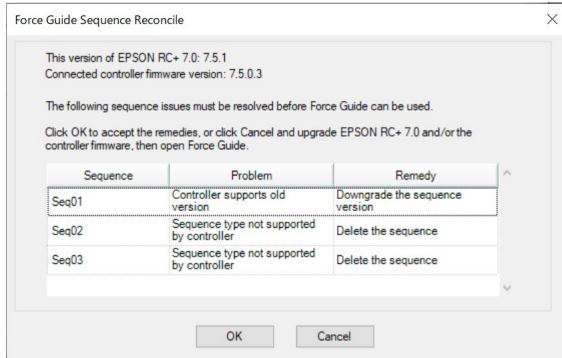 Force Guide Sequence Reconcile
This version of EPSON RC+ 7.0: 7.5.1
Connected controller firmware version: 7.5.0.3
The following sequence issues must be resolved before Force Guide can be used.
Click OK to accept the remedies, or click Cancel and upgrade EPSON RC+ 7.0 and/or the
controller firmware, then open Force Guide.
Sequence Problem Remedy
Seq01 Controller supports old version Downgrade the sequence version
Seq02 Sequence type not supported by controller Delete the sequence
Seq03 Sequence type not supported by controller Delete the sequence
OK Cancel